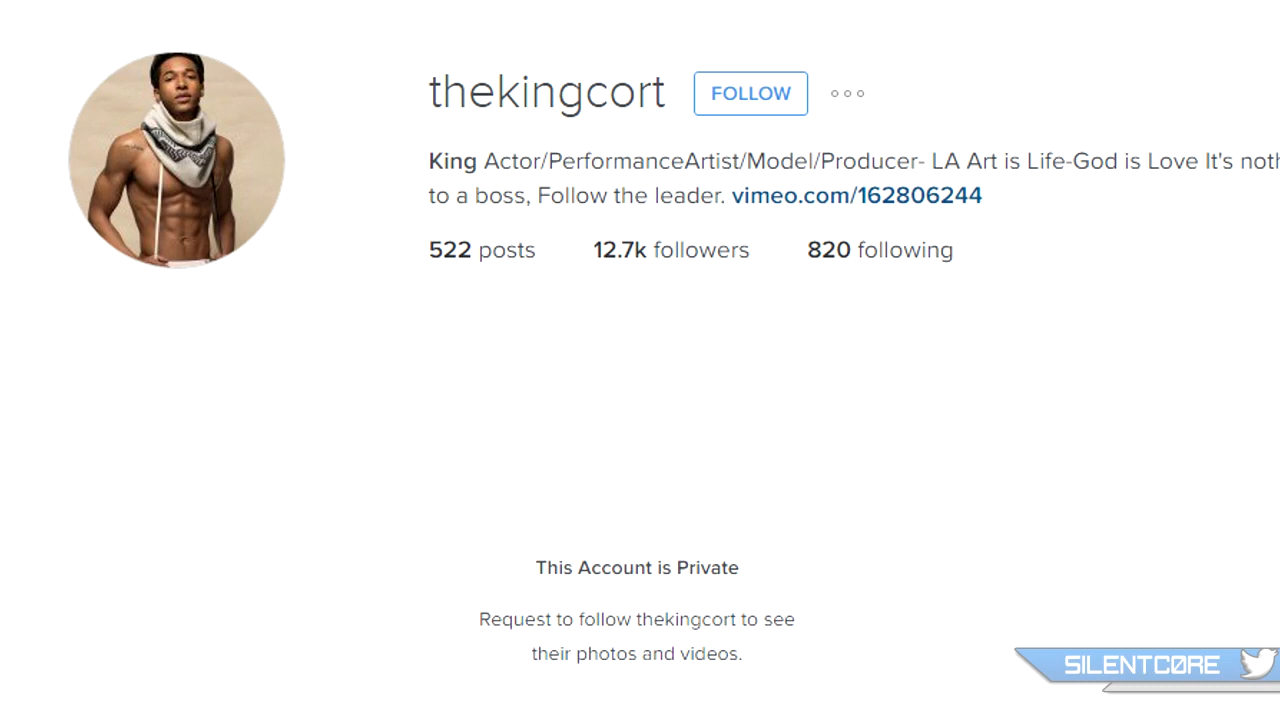 thekingcort FOLLOW
King Actor/PerformanceArtist/Model/Producer- LA Art is Life-God is Love It's
to a boss, Follow the leader. vimeo.com/162806244
522 posts 12.7k followers 820 following
This Account is Private
Request to follow thekingcort to see
their photos and videos.
SILENTCØRE